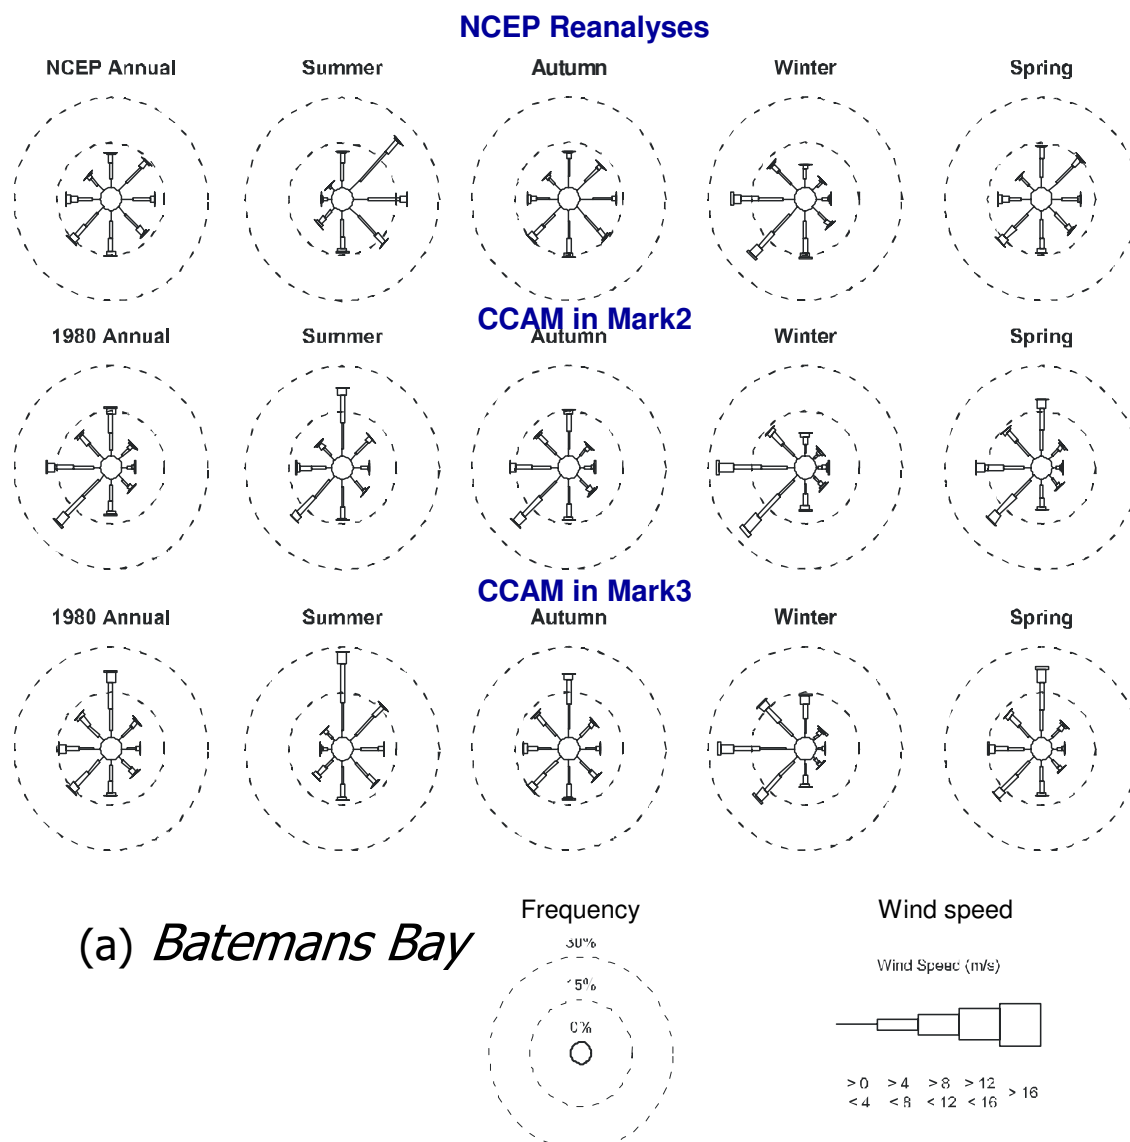 NCEP Reanalyses
NCEP Annual Summer Autumn Winter Spring
CCAM in Mark2
1980 Annual Summer Autumn Winter Spring
CCAM in Mark3
1980 Annual Summer Autumn Winter Spring
(a) Batemans Bay
Frequency
30%
15%
0%
Wind speed
Wind Speed (m/s)
> 0 > 4 > 8 > 12 > 16
< 4 < 8 < 12 < 16